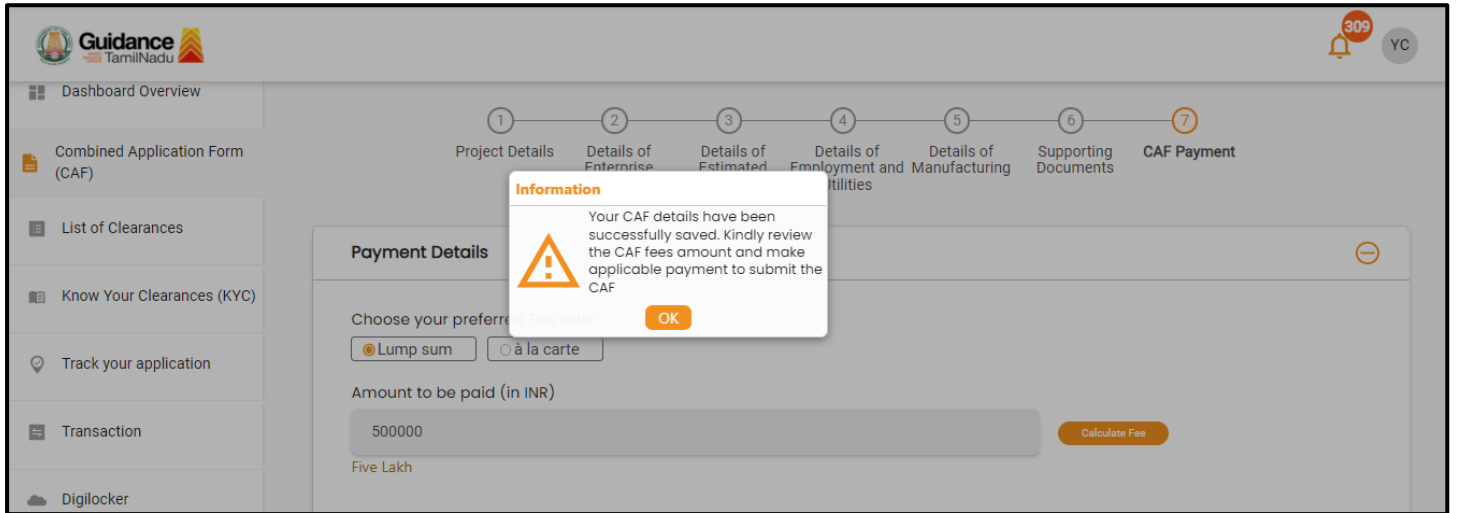 Guidance
TamilNadu
309
YC
Dashboard Overview
Combined Application Form
(CAF)
List of Clearances
Know Your Clearances (KYC)
Track your application
Transaction
Digilocker
1
2
3
4
5
6
7
Project Details
Details of
Enterprise
Details of
Estimated
Details of
Employment and
Utilities
Details of
Manufacturing
Supporting
Documents
CAF Payment
Information
Your CAF details have been
successfully saved. Kindly review
the CAF fees amount and make
applicable payment to submit the
CAF
OK
Payment Details
Choose your preferred Fee slab
Lump sum
à la carte
Amount to be paid (in INR)
500000
Calculate Fee
Five Lakh